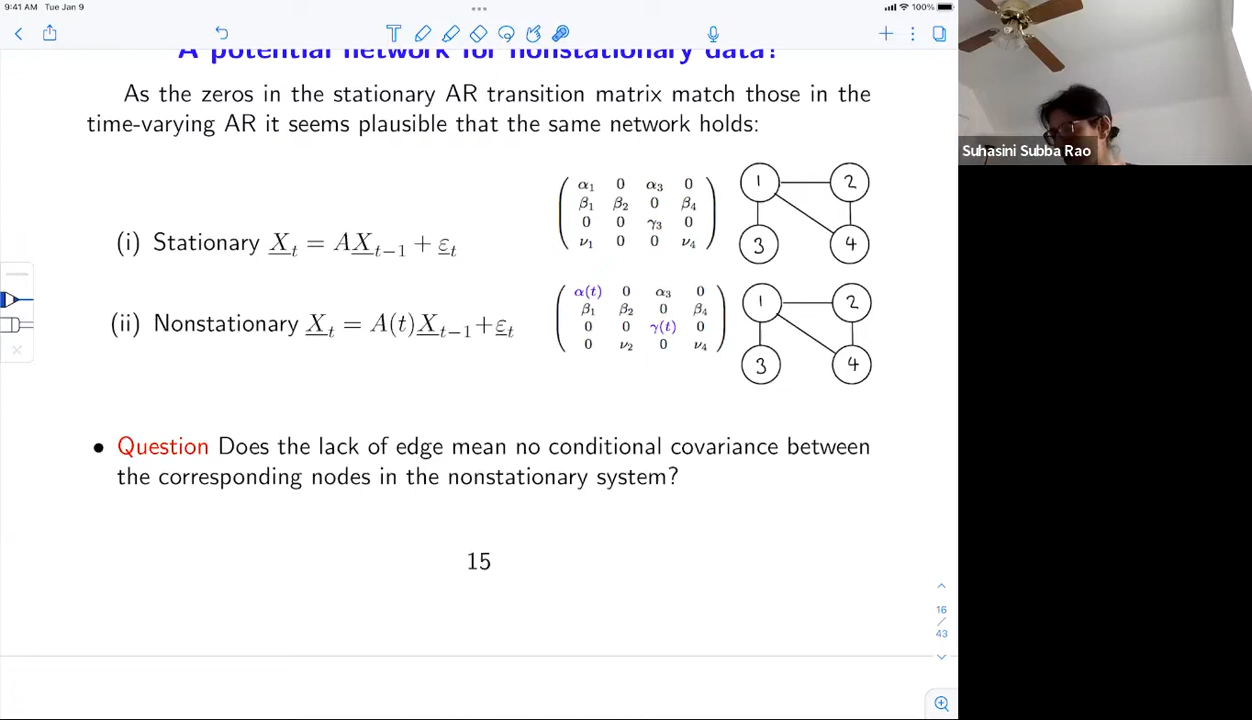 9:41 AM Tue Jan 9
100%
A potential network for nonstationary data?
As the zeros in the stationary AR transition matrix match those in the
time-varying AR it seems plausible that the same network holds:
(i) Stationary X_t = AX_{t−1} + ε_t
α₁ 0 α₃ 0
β₁ β₂ 0 β₄
0 0 γ₃ 0
ν₁ 0 0 ν₄
1 2
3 4
(ii) Nonstationary X_t = A(t)X_{t−1}+ε_t
α(t) 0 α₃ 0
β₁ β₂ 0 β₄
0 0 γ(t) 0
0 ν₂ 0 ν₄
1 2
3 4
• Question Does the lack of edge mean no conditional covariance between
the corresponding nodes in the nonstationary system?
15
16
/
43
Suhasini Subba Rao